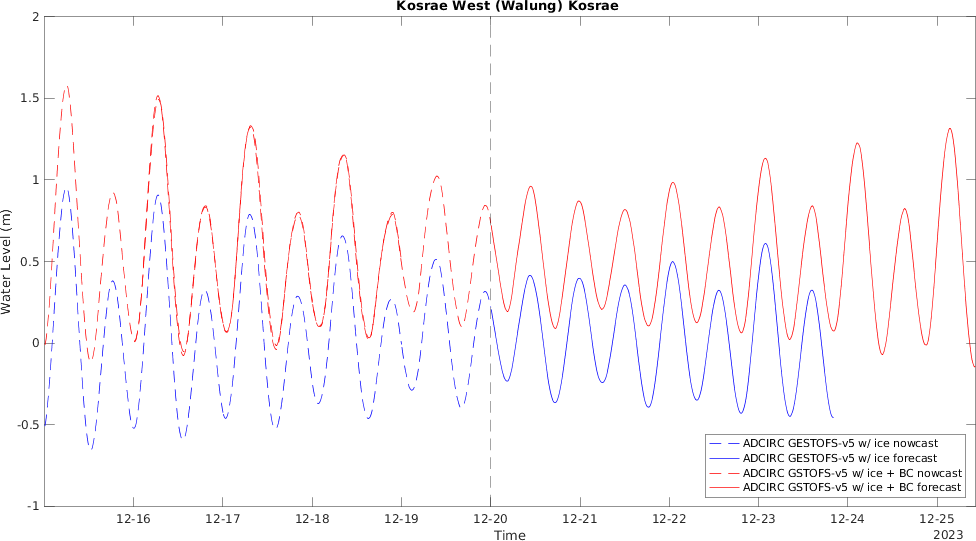 Kosrae West (Walung) Kosrae
2
1.5
1
0.5
0
-0.5
-1
Water Level (m)
12-16 12-17 12-18 12-19 12-20 12-21 12-22 12-23 12-24 12-25
Time
2023
ADCIRC GESTOFS-v5 w/ ice nowcast
ADCIRC GESTOFS-v5 w/ ice forecast
ADCIRC GSTOFS-v5 w/ ice + BC nowcast
ADCIRC GSTOFS-v5 w/ ice + BC forecast